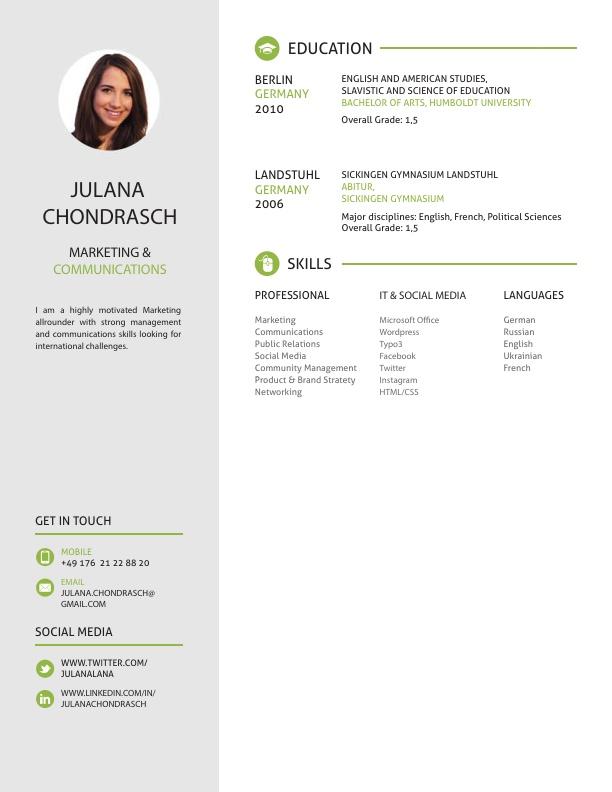 JULANA
CHONDRASCH
MARKETING &
COMMUNICATIONS
I am a highly motivated Marketing
allrounder with strong management
and communications skills looking for
international challenges.
GET IN TOUCH
MOBILE
+49 176 21 22 88 20
EMAIL
JULANA.CHONDRASCH@
GMAIL.COM
SOCIAL MEDIA
WWW.TWITTER.COM/
JULANALANA
WWW.LINKEDIN.COM/IN/
JULANACHONDRASCH
EDUCATION
BERLIN
GERMANY
2010
ENGLISH AND AMERICAN STUDIES,
SLAVISTIC AND SCIENCE OF EDUCATION
BACHELOR OF ARTS, HUMBOLDT UNIVERSITY
Overall Grade: 1,5
LANDSTUHL
GERMANY
2006
SICKINGEN GYMNASIUM LANDSTUHL
ABITUR,
SICKINGEN GYMNASIUM
Major disciplines: English, French, Political Sciences
Overall Grade: 1,5
SKILLS
PROFESSIONAL
Marketing
Communications
Public Relations
Social Media
Community Management
Product & Brand Stratety
Networking
IT & SOCIAL MEDIA
Microsoft Office
Wordpress
Typo3
Facebook
Twitter
Instagram
HTML/CSS
LANGUAGES
German
Russian
English
Ukrainian
French